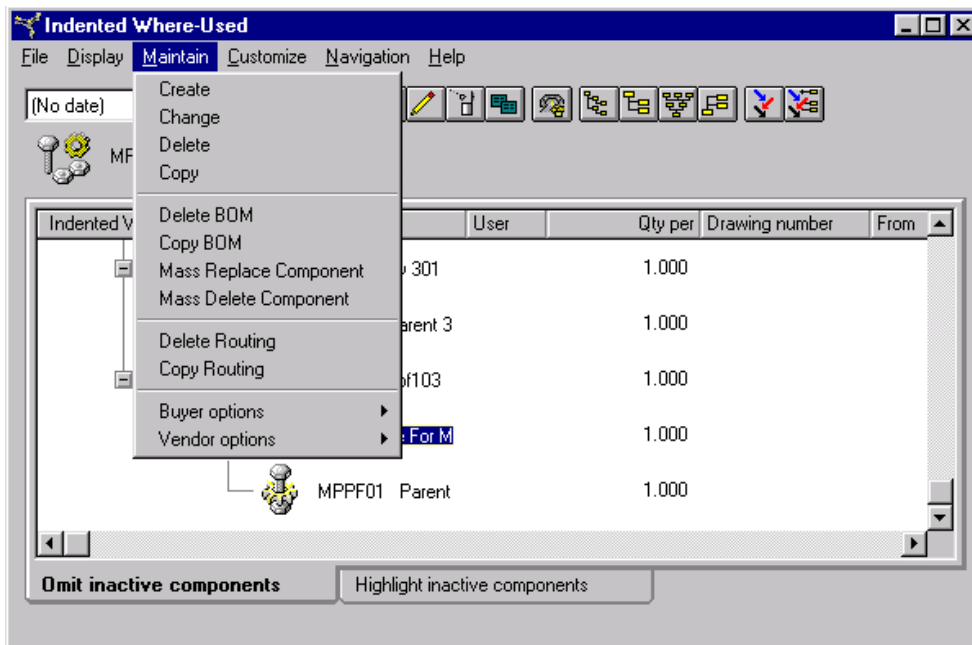 Indented Where-Used
File Display Maintain Customize Navigation Help
(No date)
Create
Change
Delete
Copy
Delete BOM
Copy BOM
Mass Replace Component
Mass Delete Component
Delete Routing
Copy Routing
Buyer options
Vendor options
MF
Indented V User Qty per Drawing number From
301 1.000
arent 3 1.000
of103 1.000
e For M 1.000
MPPF01 Parent 1.000
Omit inactive components Highlight inactive components